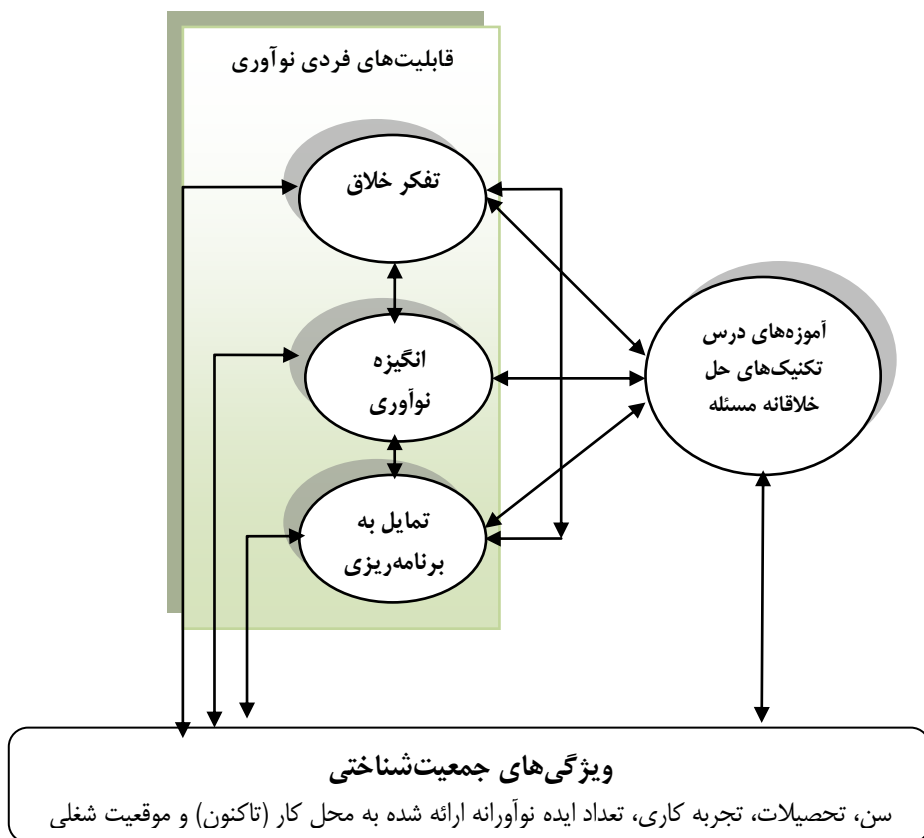 قابلیت‌های فردی نوآوری
تفکر خلاق
انگیزه
نوآوری
تمایل به
برنامه‌ریزی
آموزه‌های درس
تکنیک‌های حل
خلاقانه مسئله
ویژگی‌های جمعیت‌شناختی
سن، تحصیلات، تجربه کاری، تعداد ایده نوآورانه ارائه شده به محل کار (تاکنون) و موقعیت شغلی